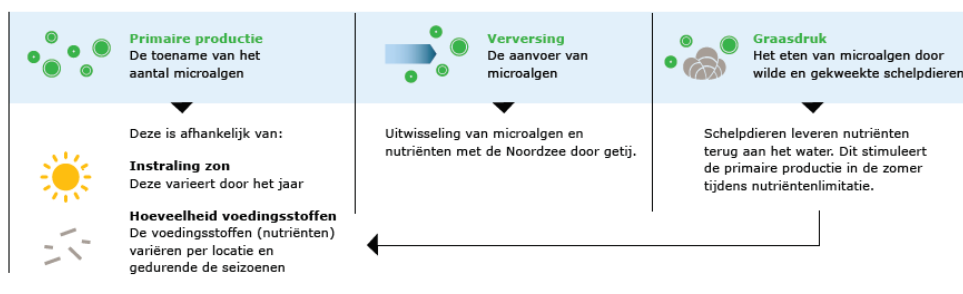 Primaire productie
De toename van het
aantal microalgen
Deze is afhankelijk van:
Instraling zon
Deze varieert door het jaar
Hoeveelheid voedingsstoffen
De voedingsstoffen (nutriënten)
variëren per locatie en
gedurende de seizoenen
Verversing
De aanvoer van
microalgen
Uitwisseling van microalgen en
nutriënten met de Noordzee door getij.
Graasdruk
Het eten van microalgen door
wilde en gekweekte schelpdieren
Schelpdieren leveren nutriënten
terug aan het water. Dit stimuleert
de primaire productie in de zomer
tijdens nutriëntenlimitatie.